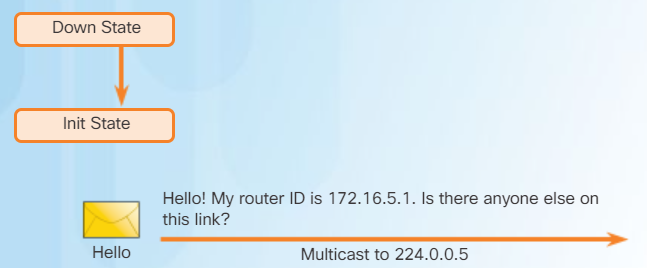 Down State
Init State
Hello! My router ID is 172.16.5.1. Is there anyone else on
this link?
Hello
Multicast to 224.0.0.5